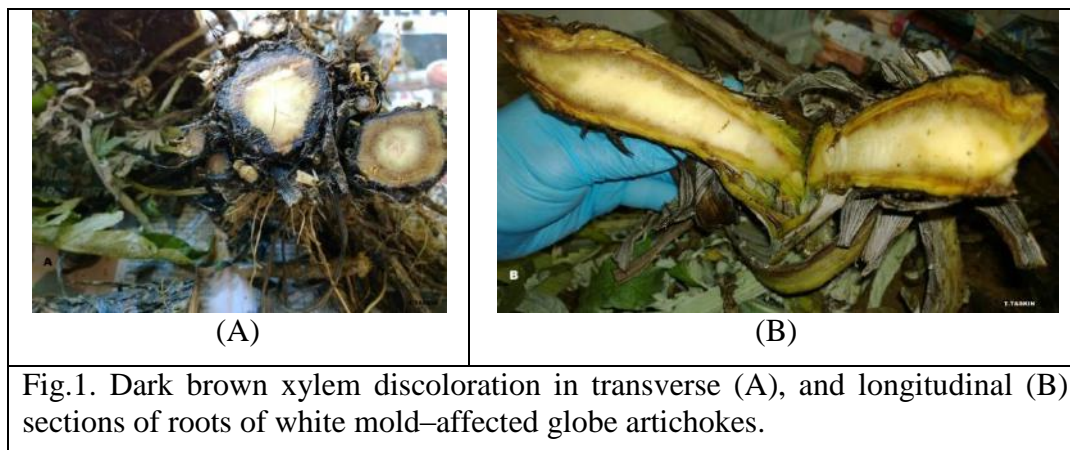 A
B
T.TASKIN
(A)
(B)
Fig.1. Dark brown xylem discoloration in transverse (A), and longitudinal (B)
sections of roots of white mold–affected globe artichokes.